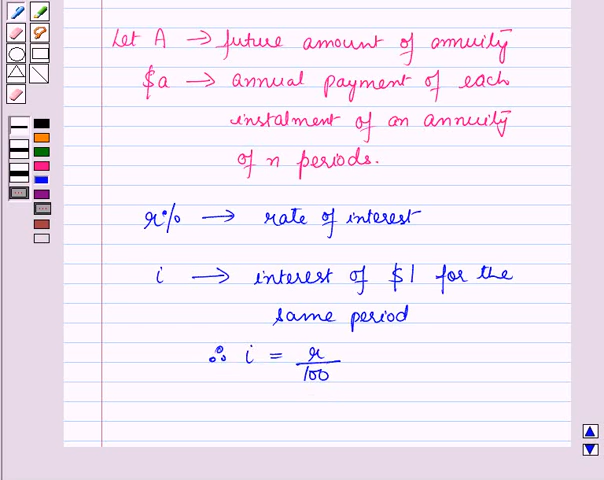 Let A → future amount of annuity
$a → annual payment of each
instalment of an annuity
of n periods.
r% → rate of interest
i → interest of $1 for the
same period
∴ i = r/100